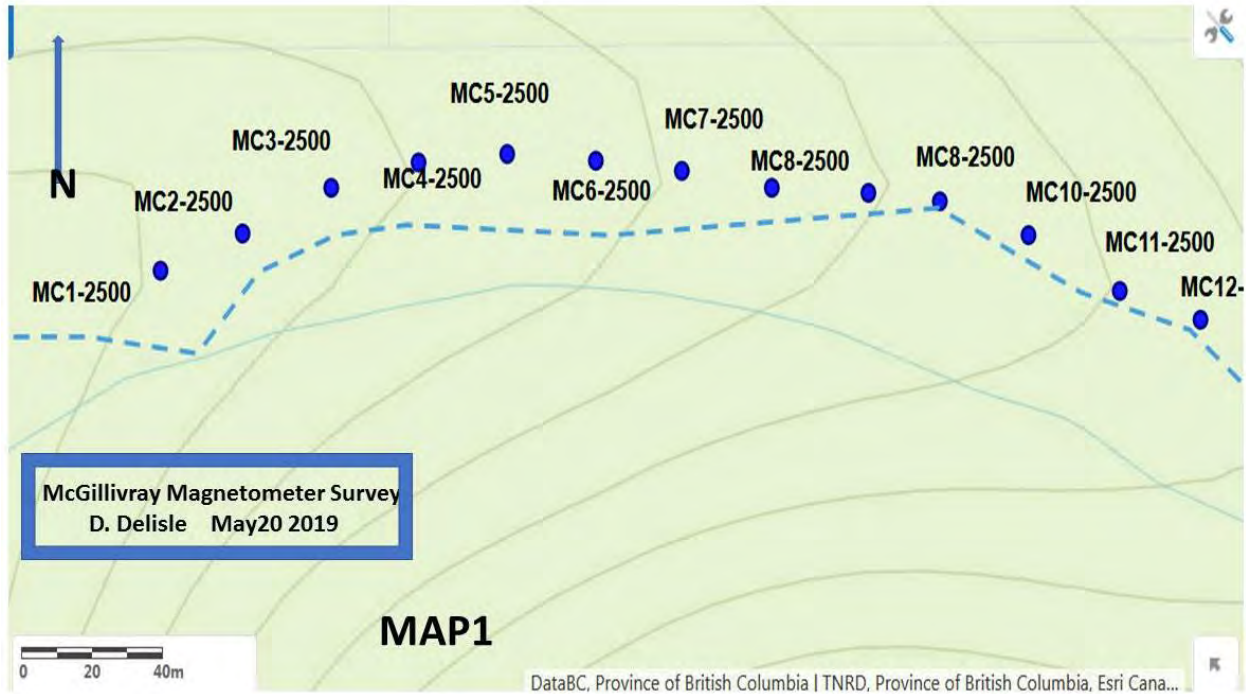 MC5-2500
MC7-2500
MC3-2500
MC8-2500
MC8-2500
MC4-2500
N
MC6-2500
MC10-2500
MC2-2500
MC11-2500
MC1-2500
MC12-
McGillivray Magnetometer Survey
D. Delisle May20 2019
MAP1
0 20 40m
DataBC, Province of British Columbia | TNRD, Province of British Columbia, Esri Cana...